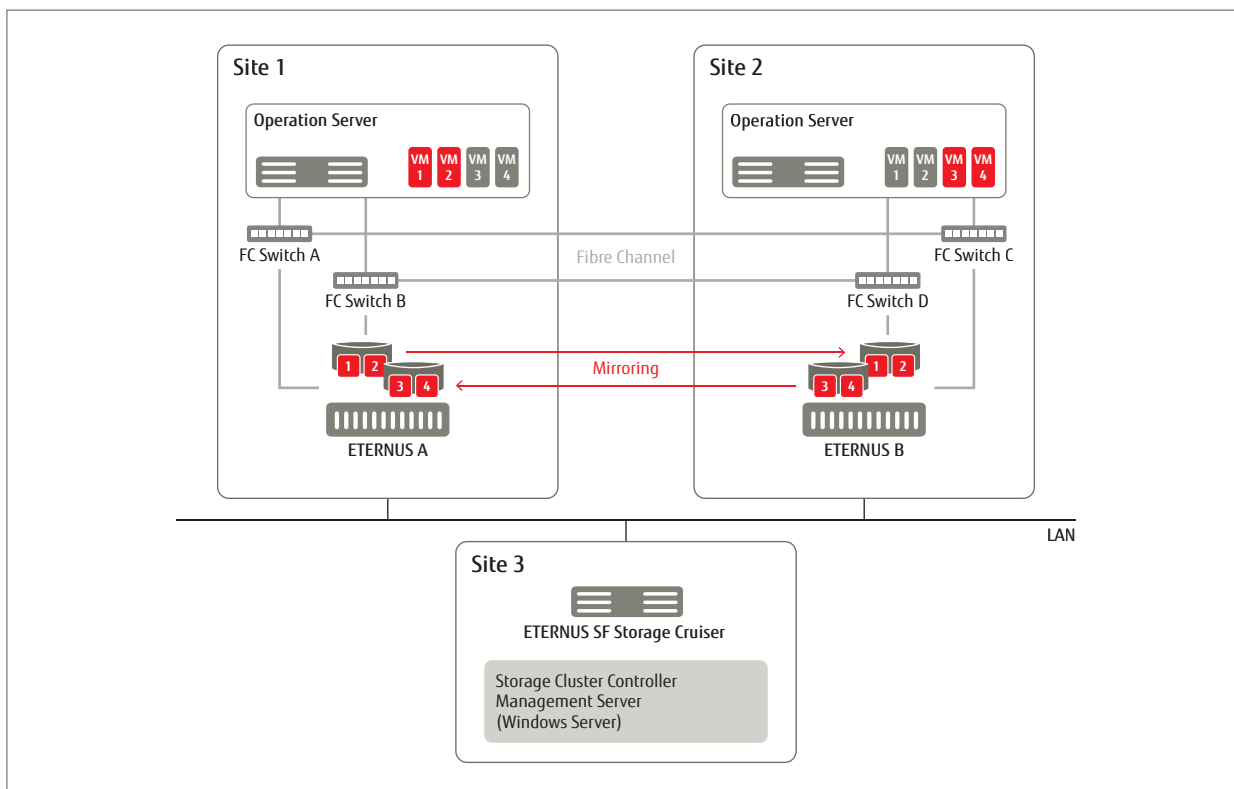 Site 1
Operation Server
VM 1
VM 2
VM 3
VM 4
FC Switch A
FC Switch B
1 2
3 4
ETERNUS A
Fibre Channel
Mirroring
Site 2
Operation Server
VM 1
VM 2
VM 3
VM 4
FC Switch C
FC Switch D
1 2
3 4
ETERNUS B
LAN
Site 3
ETERNUS SF Storage Cruiser
Storage Cluster Controller
Management Server
(Windows Server)